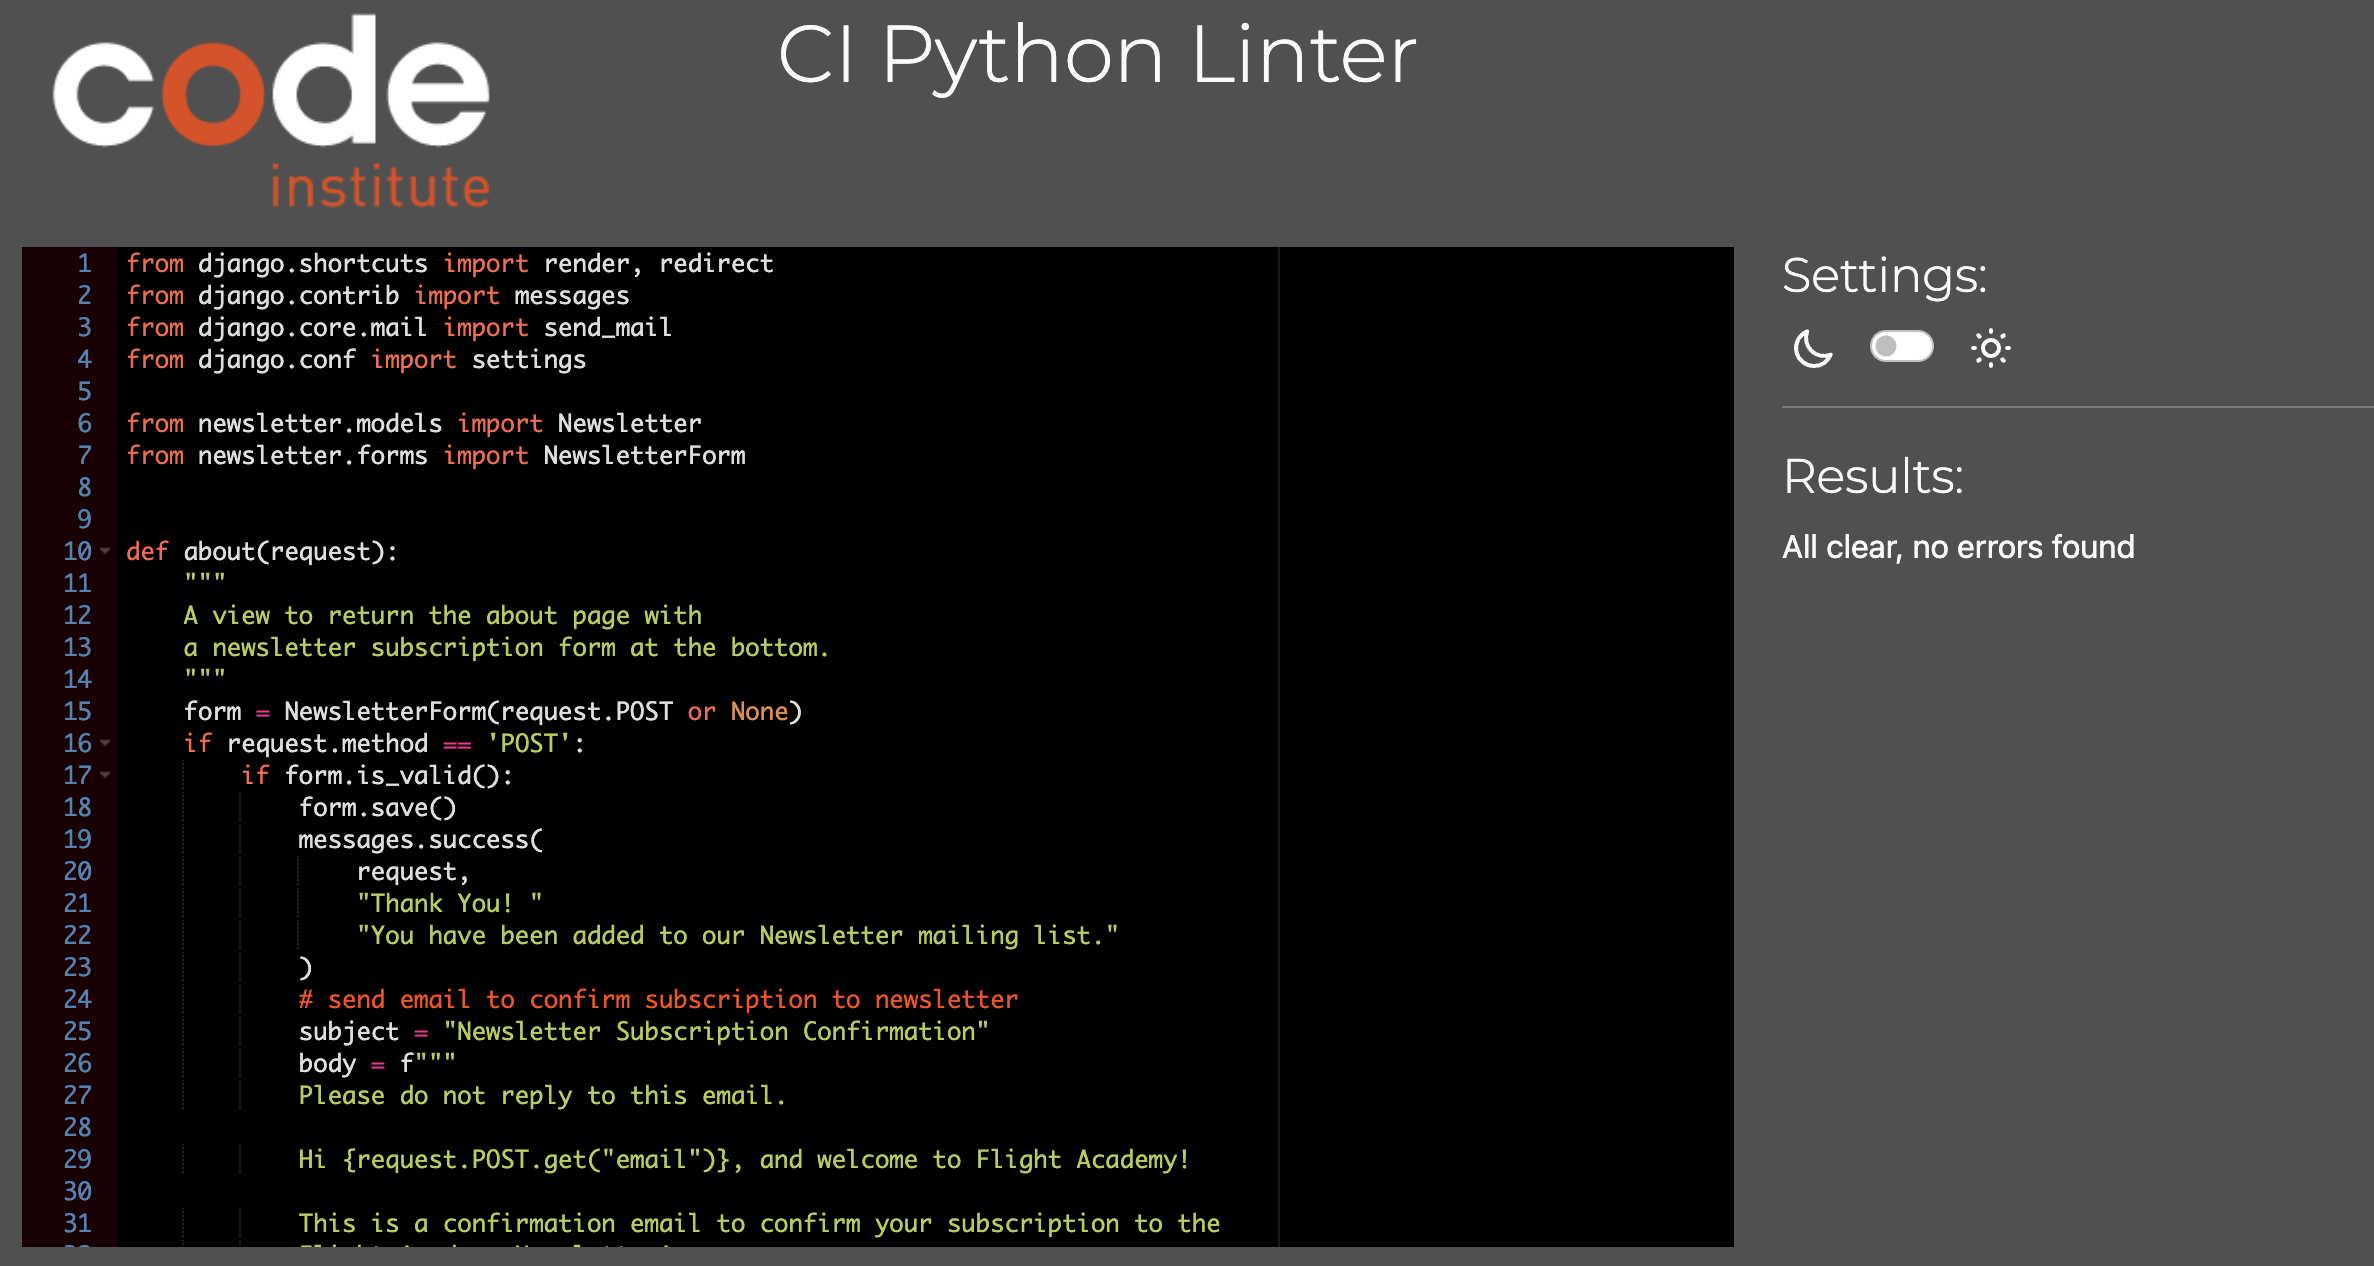 code
institute
CI Python Linter
1 from django.shortcuts import render, redirect
2 from django.contrib import messages
3 from django.core.mail import send_mail
4 from django.conf import settings
5
6 from newsletter.models import Newsletter
7 from newsletter.forms import NewsletterForm
8
9
10 def about(request):
11     """
12     A view to return the about page with
13     a newsletter subscription form at the bottom.
14     """
15     form = NewsletterForm(request.POST or None)
16     if request.method == 'POST':
17         if form.is_valid():
18             form.save()
19             messages.success(
20                 request,
21                 "Thank You! "
22                 "You have been added to our Newsletter mailing list."
23             )
24             # send email to confirm subscription to newsletter
25             subject = "Newsletter Subscription Confirmation"
26             body = f"""
27             Please do not reply to this email.
28
29             Hi {request.POST.get("email")}, and welcome to Flight Academy!
30
31             This is a confirmation email to confirm your subscription to the
Settings:
Results:
All clear, no errors found